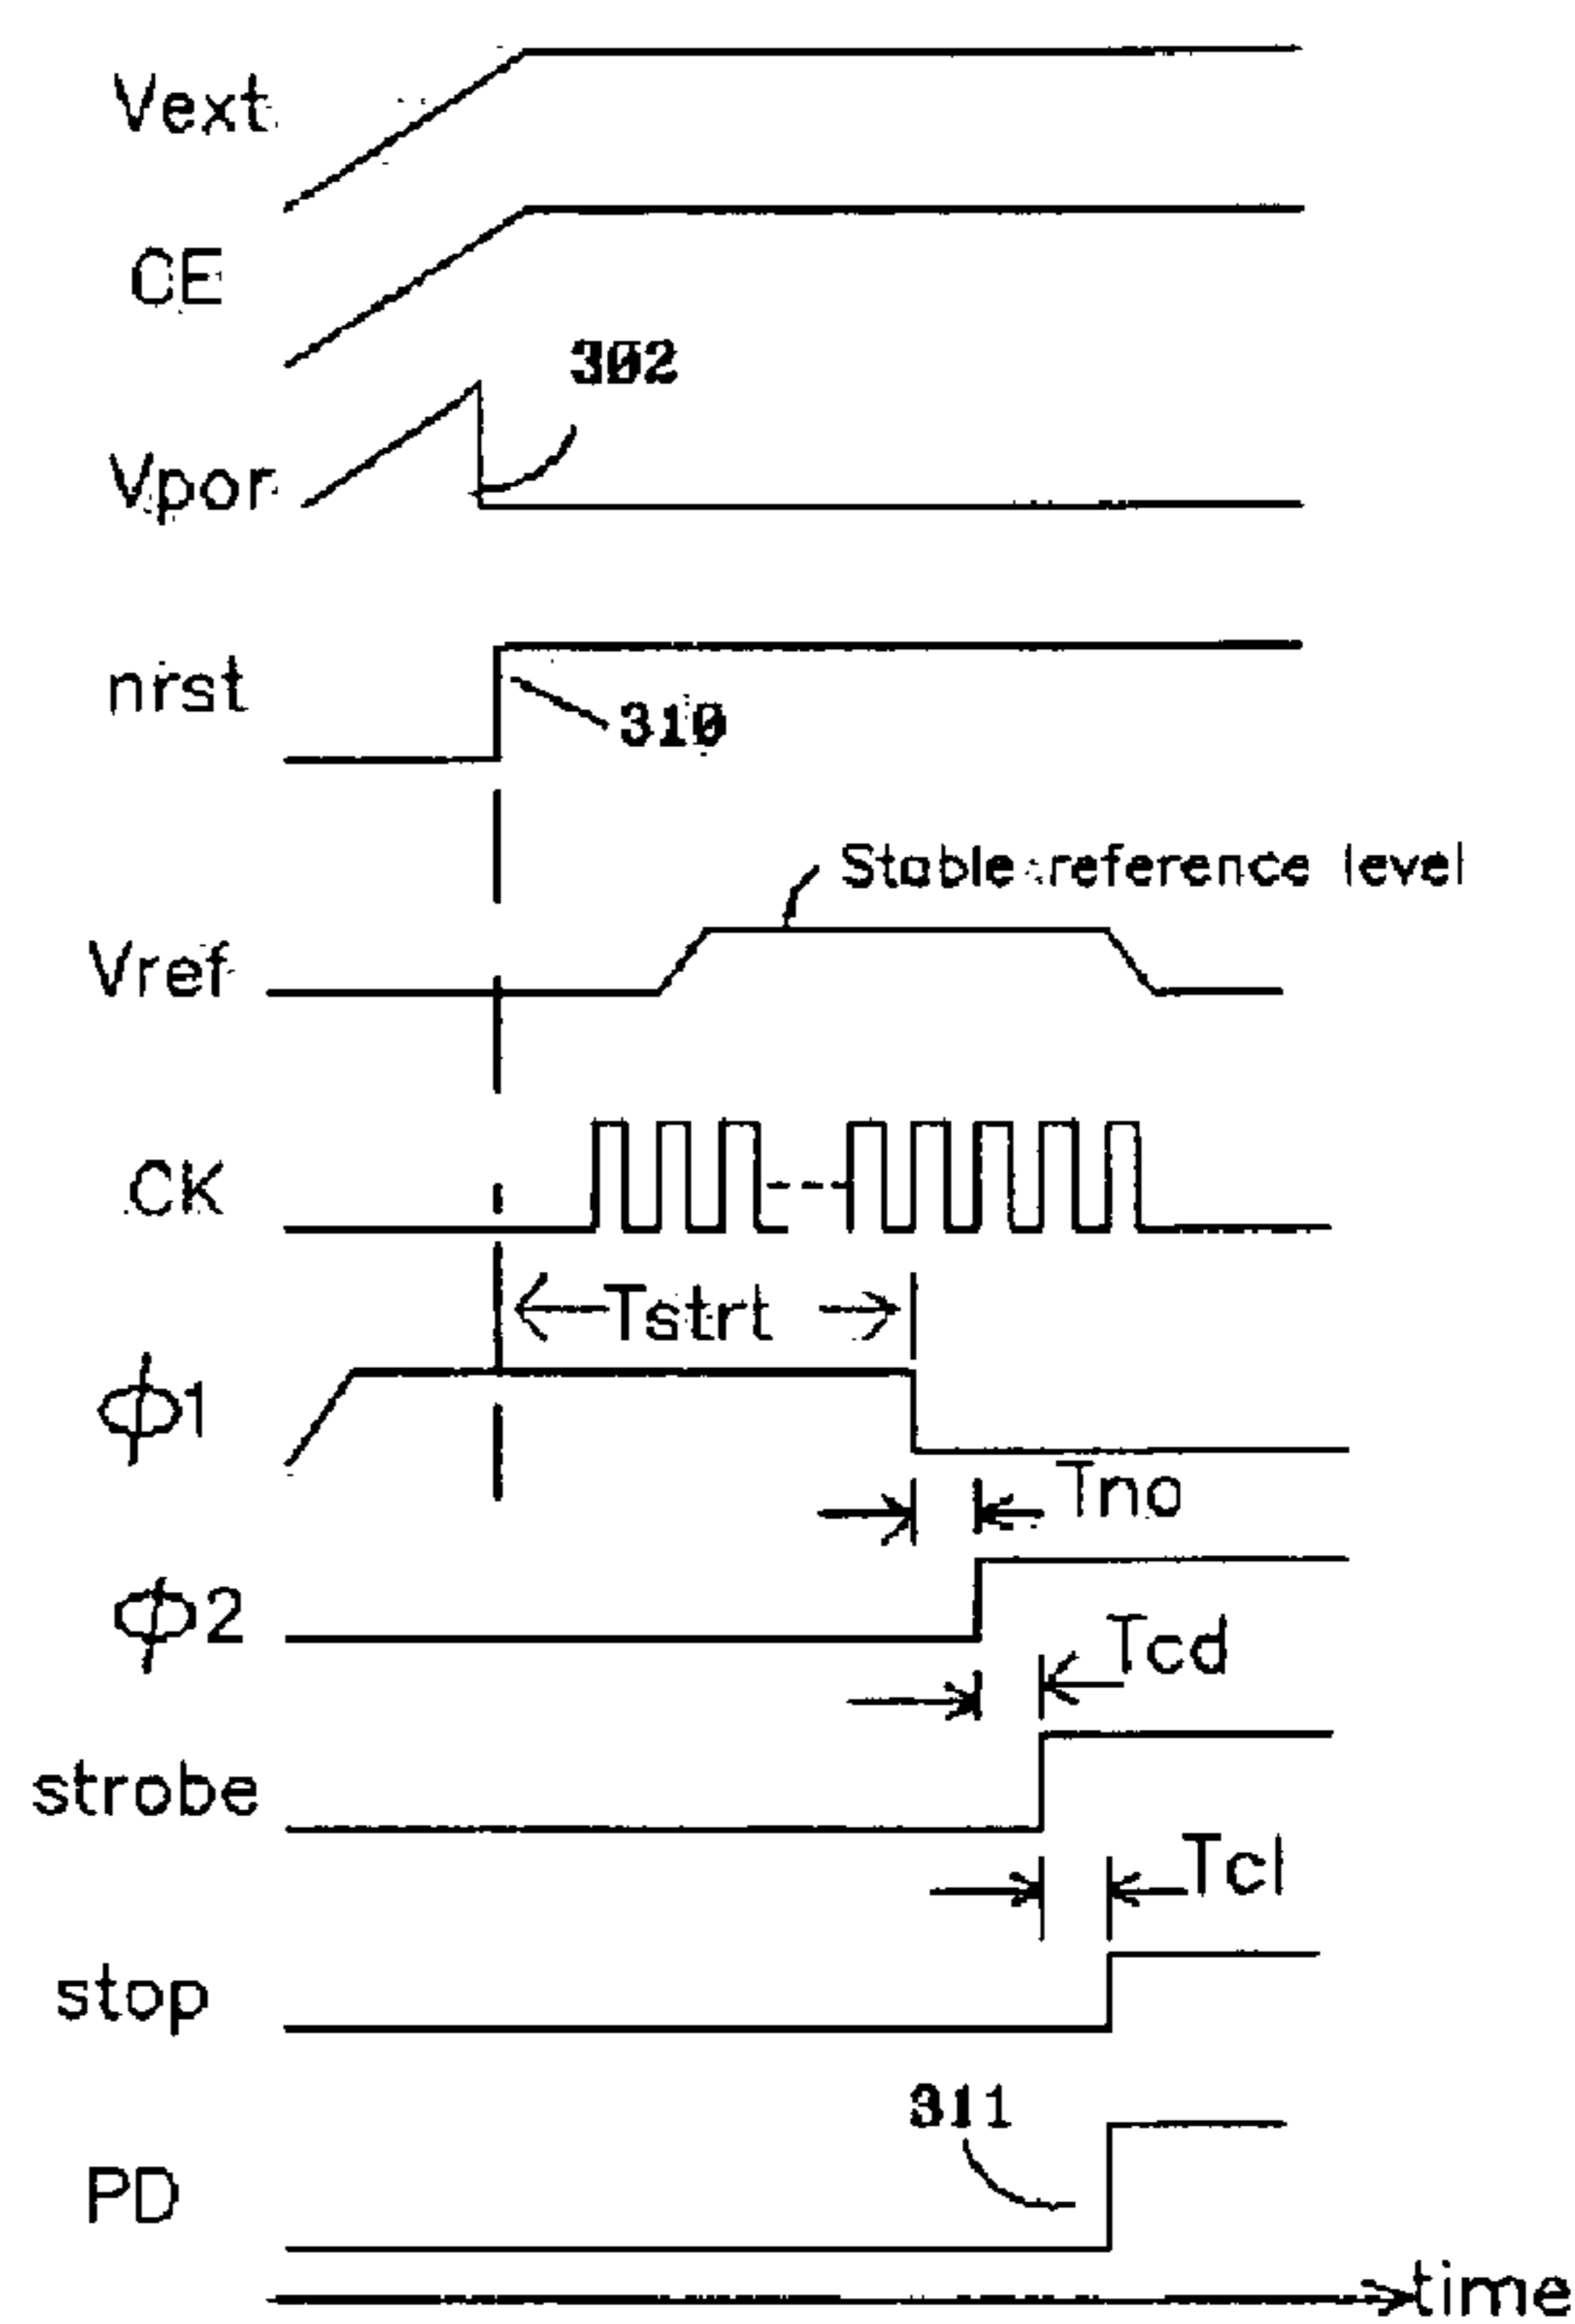 Vext
CE
302
Vpor
nrst
310
Stable reference level
Vref
CK
Tstrt
ϕ1
Tno
ϕ2
Tcd
strobe
Tcl
stop
311
PD
time